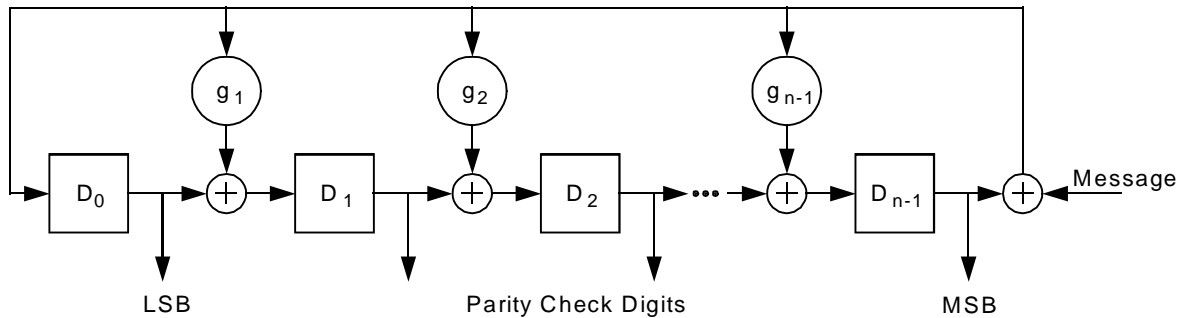 g1 g2 gn-1
D0 D1 D2 Dn-1 Message
LSB Parity Check Digits MSB